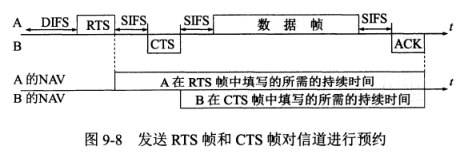 A DIFS RTS SIFS SIFS 数据帧 SIFS t
B CTS ACK
A 的NAV A 在 RTS 帧中填写的所需的持续时间 t
B 的NAV B 在 CTS 帧中填写的所需的持续时间
图 9-8 发送 RTS 帧和 CTS 帧对信道进行预约